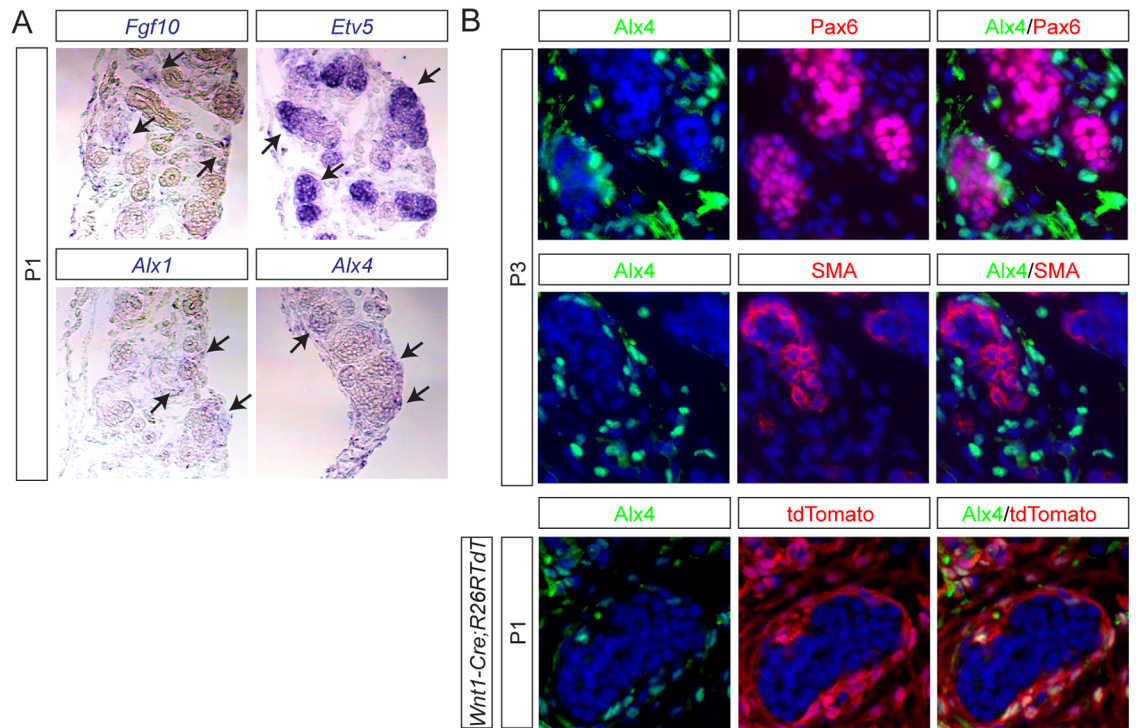 A
Fgf10
Etv5
P1
Alx1
Alx4
B
Alx4
Pax6
Alx4/Pax6
P3
Alx4
SMA
Alx4/SMA
Alx4
tdTomato
Alx4/tdTomato
Wnt1-Cre;R26RTdT
P1